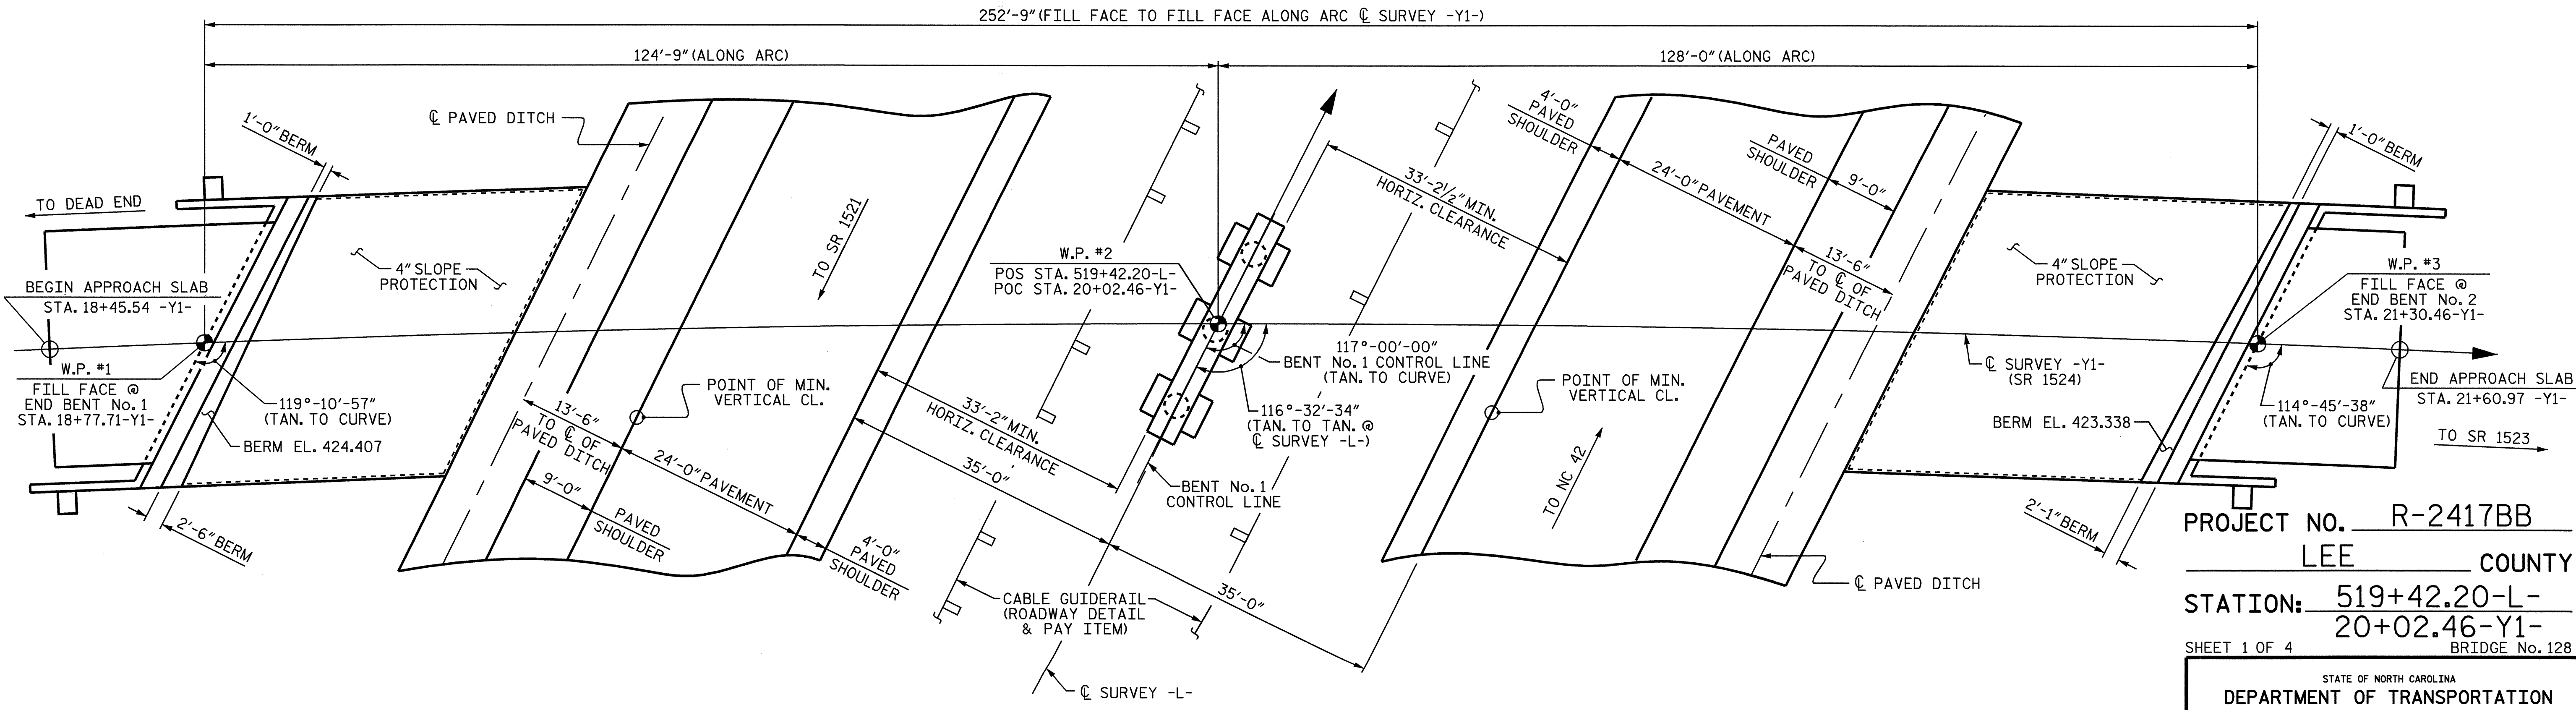 252'-9" (FILL FACE TO FILL FACE ALONG ARC ℄ SURVEY -Y1-)
124'-9" (ALONG ARC)
128'-0" (ALONG ARC)
℄ PAVED DITCH
1'-0" BERM
TO DEAD END
BEGIN APPROACH SLAB
STA. 18+45.54 -Y1-
W.P. #1
FILL FACE @
END BENT No. 1
STA. 18+77.71-Y1-
4" SLOPE
PROTECTION
119°-10'-57"
(TAN. TO CURVE)
BERM EL. 424.407
2'-6" BERM
TO SR 1521
13'-6"
TO ℄ OF
PAVED DITCH
9'-0"
PAVED
SHOULDER
24'-0" PAVEMENT
4'-0"
PAVED
SHOULDER
POINT OF MIN.
VERTICAL CL.
33'-2" MIN.
HORIZ. CLEARANCE
35'-0"
35'-0"
W.P. #2
POS STA. 519+42.20-L-
POC STA. 20+02.46-Y1-
117°-00'-00"
BENT No. 1 CONTROL LINE
(TAN. TO CURVE)
116°-32'-34"
(TAN. TO TAN. @
℄ SURVEY -L-)
BENT No. 1
CONTROL LINE
CABLE GUIDERAIL
(ROADWAY DETAIL
& PAY ITEM)
℄ SURVEY -L-
33'-2½" MIN.
HORIZ. CLEARANCE
4'-0"
PAVED
SHOULDER
24'-0" PAVEMENT
PAVED
SHOULDER
9'-0"
13'-6"
TO ℄ OF
PAVED DITCH
POINT OF MIN.
VERTICAL CL.
TO NC 42
℄ PAVED DITCH
℄ SURVEY -Y1-
(SR 1524)
4" SLOPE
PROTECTION
1'-0" BERM
W.P. #3
FILL FACE @
END BENT No. 2
STA. 21+30.46-Y1-
END APPROACH SLAB
STA. 21+60.97 -Y1-
114°-45'-38"
(TAN. TO CURVE)
BERM EL. 423.338
TO SR 1523
2'-1" BERM
PROJECT NO. R-2417BB
LEE COUNTY
STATION: 519+42.20-L-
20+02.46-Y1-
SHEET 1 OF 4 BRIDGE No. 128
STATE OF NORTH CAROLINA
DEPARTMENT OF TRANSPORTATION